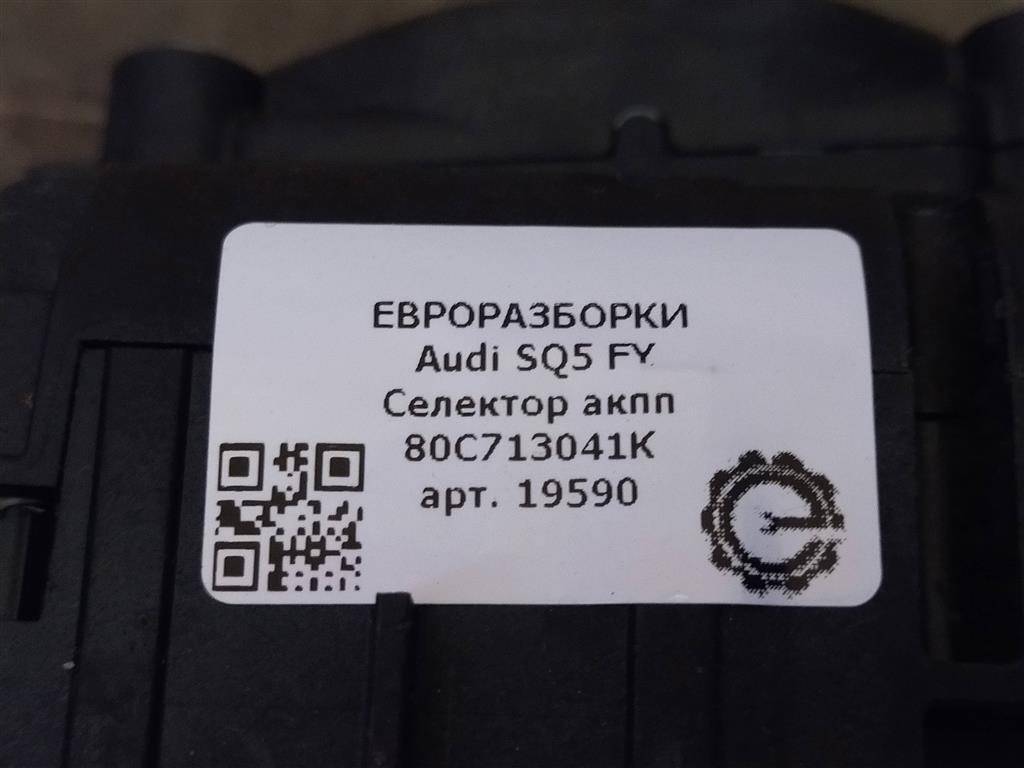 ЕВРОРАЗБОРКИ
Audi SQ5 FY
Селектор акпп
80C713041K
арт. 19590